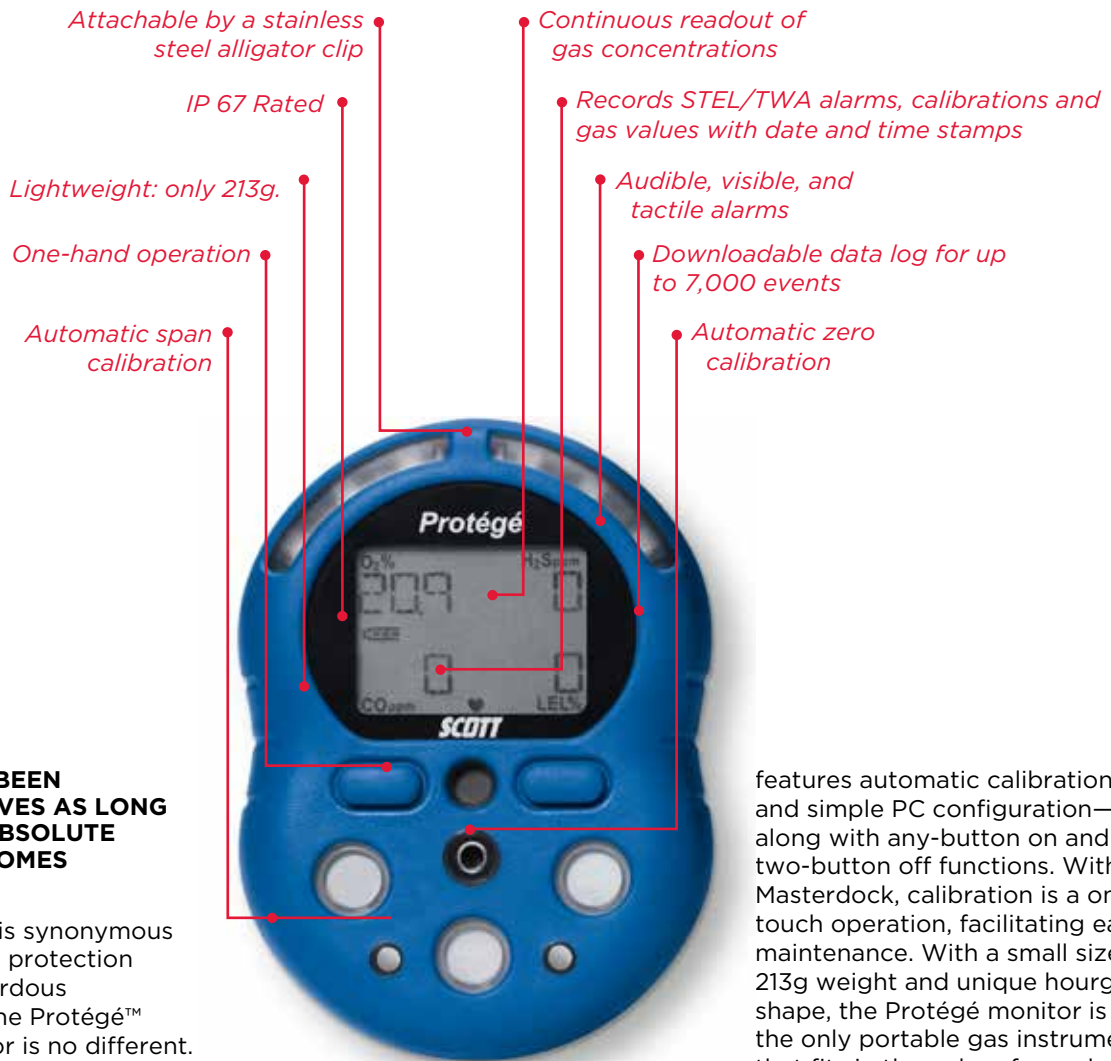 Attachable by a stainless
steel alligator clip
Continuous readout of
gas concentrations
IP 67 Rated
Records STEL/TWA alarms, calibrations and
gas values with date and time stamps
Lightweight: only 213g.
Audible, visible, and
tactile alarms
One-hand operation
Downloadable data log for up
to 7,000 events
Automatic span
calibration
Automatic zero
calibration
Protégé
O₂% H₂Sppm
20.9 0
0 0
COppm LEL%
SCOTT
BEEN
VES AS LONG
BSOLUTE
OMES
is synonymous
protection
rdous
he Protégé™
or is no different.
features automatic calibration
and simple PC configuration—
along with any-button on and
two-button off functions. With
Masterdock, calibration is a on
touch operation, facilitating ea
maintenance. With a small size
213g weight and unique hourg
shape, the Protégé monitor is
the only portable gas instrume